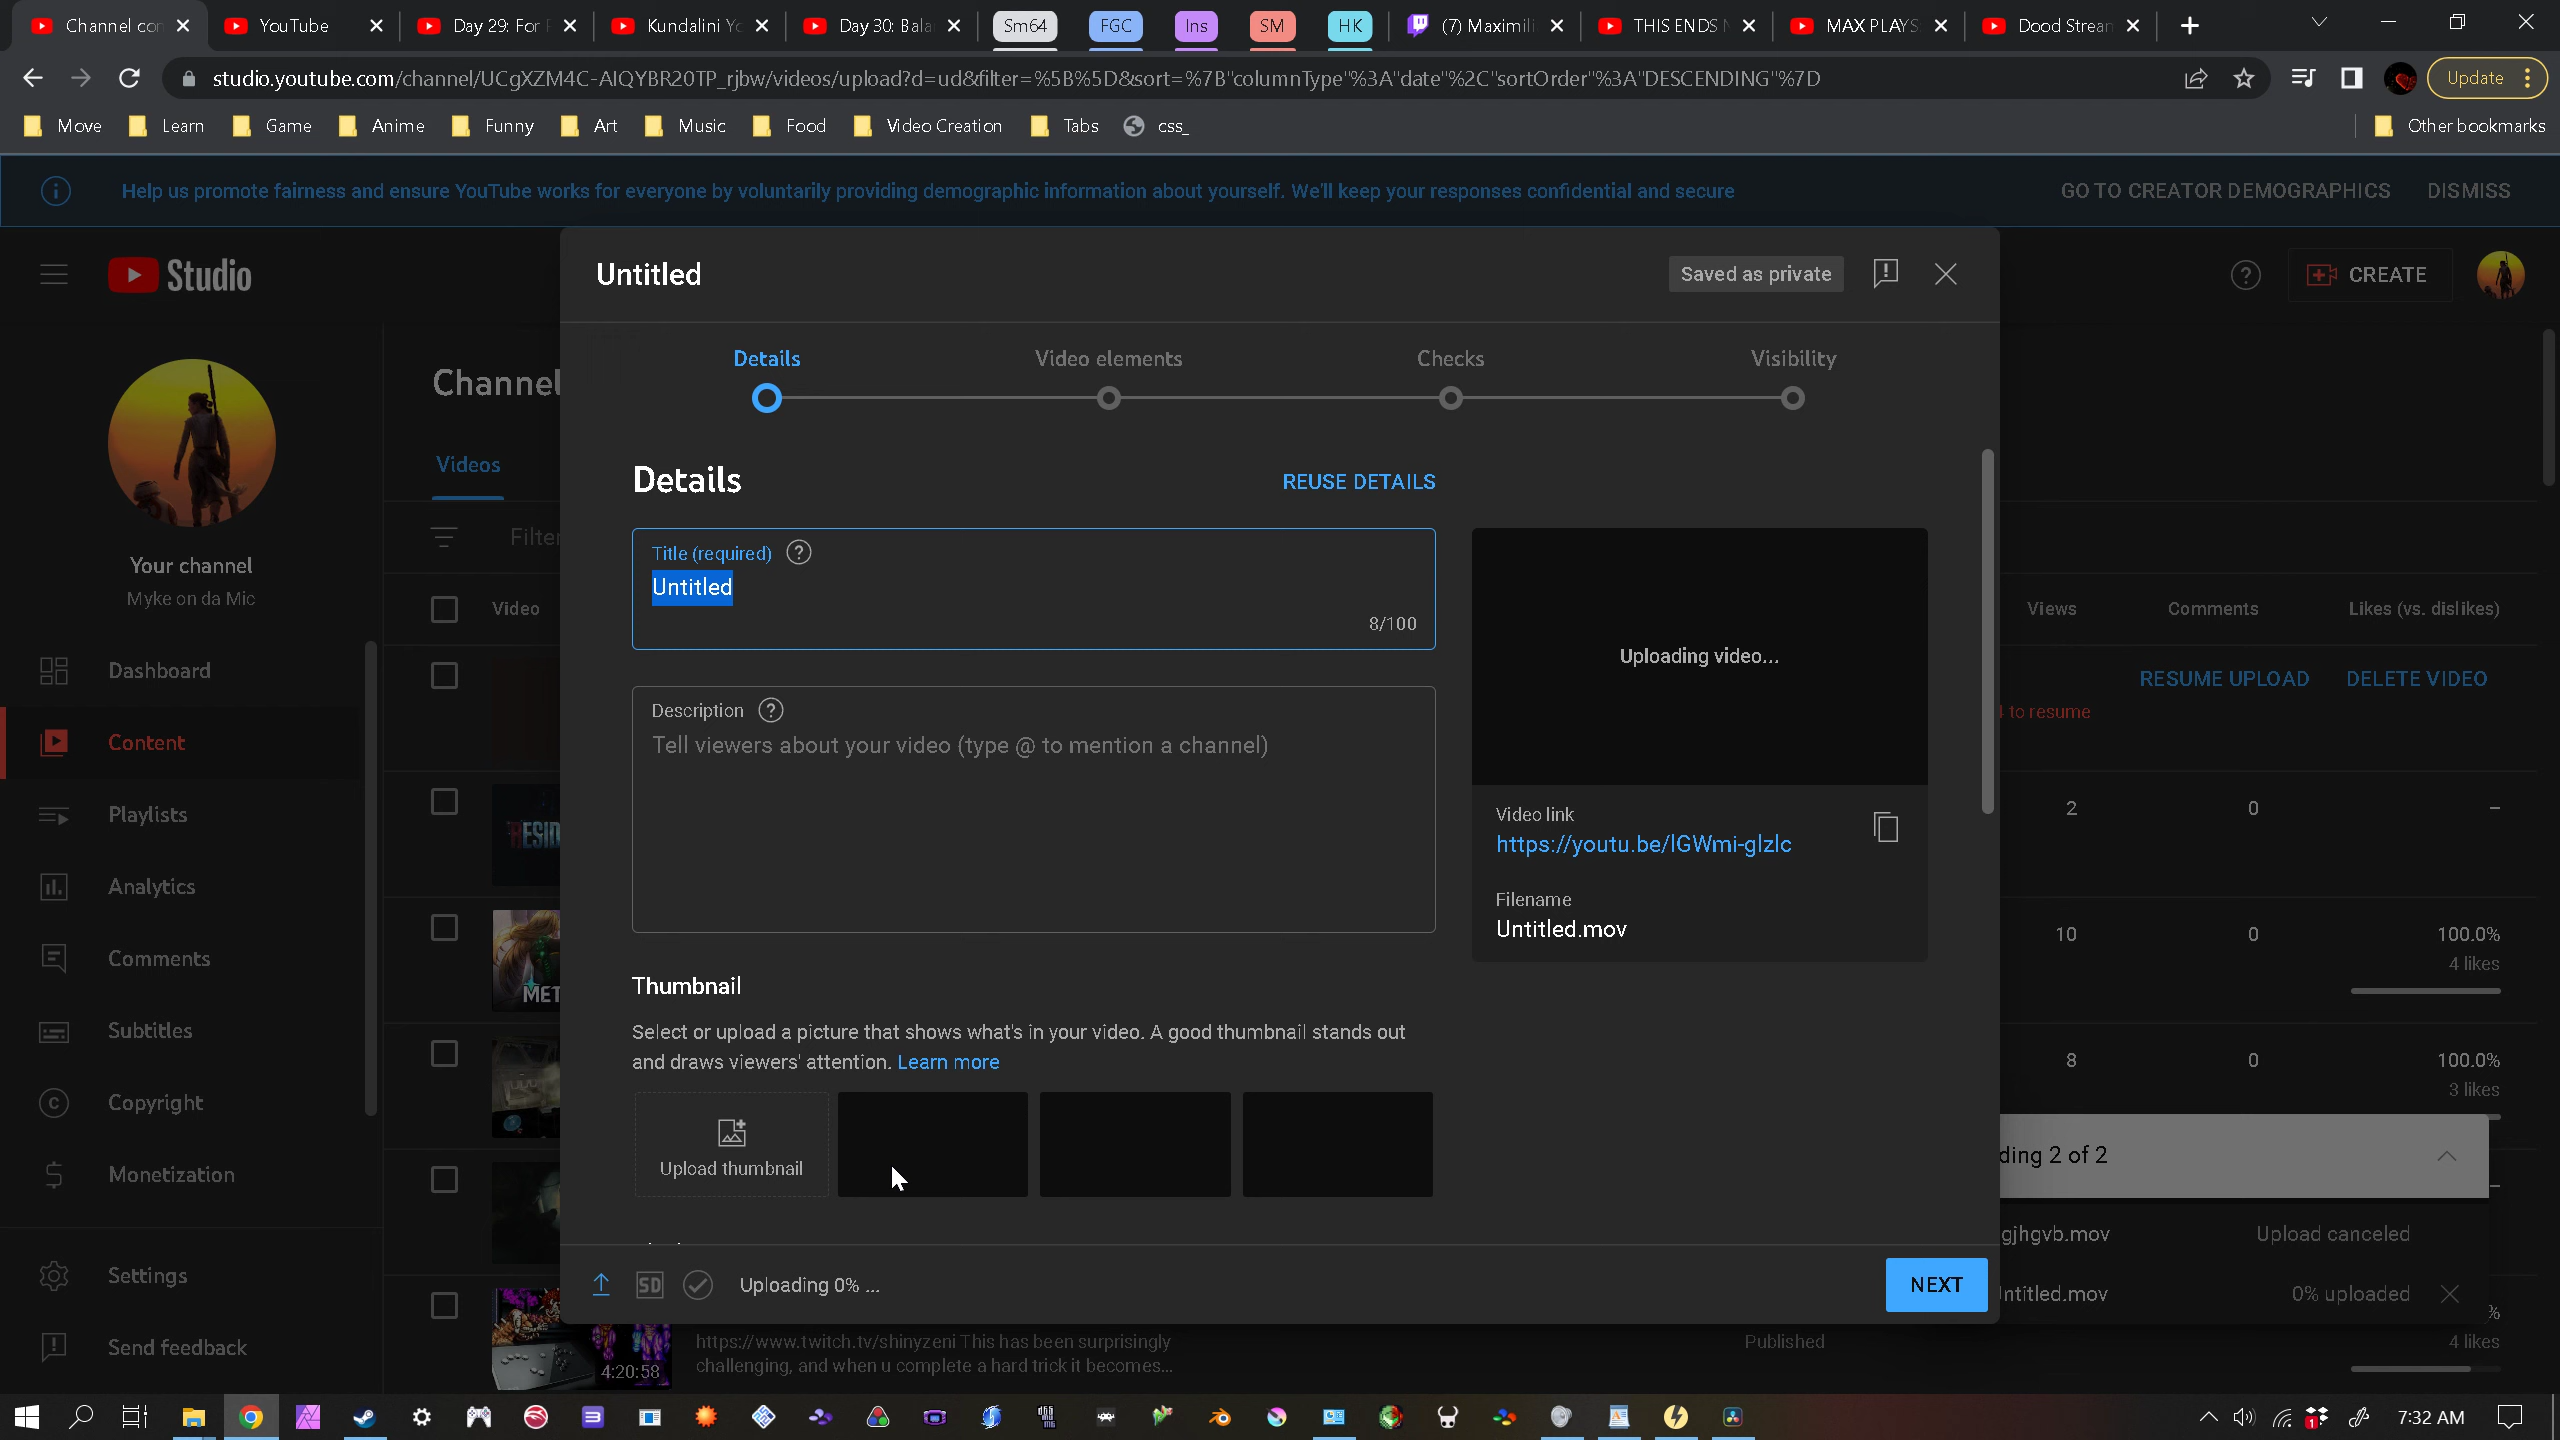 Channel con
YouTube
Day 29: For F
Kundalini Yo
Day 30: Bala
Sm64
FGC
Ins
SM
HK
(7) Maximili
THIS ENDS N
MAX PLAYS
Dood Strean
studio.youtube.com/channel/UCgXZM4C-AIQYBR20TP_rjbw/videos/upload?d=ud&filter=%5B%5D&sort=%7B"columnType"%3A"date"%2C"sortOrder"%3A"DESCENDING"%7D
Update
Move
Learn
Game
Anime
Funny
Art
Music
Food
Video Creation
Tabs
css_
Other bookmarks
Help us promote fairness and ensure YouTube works for everyone by voluntarily providing demographic information about yourself. We'll keep your responses confidential and secure
GO TO CREATOR DEMOGRAPHICS
DISMISS
Studio
Untitled
Saved as private
CREATE
Details
Video elements
Checks
Visibility
Channel
Videos
Details
REUSE DETAILS
Filter
Title (required)
Untitled
8/100
Your channel
Myke on da Mic
Video
Views
Comments
Likes (vs. dislikes)
Uploading video...
Dashboard
RESUME UPLOAD
DELETE VIDEO
to resume
Description
Tell viewers about your video (type @ to mention a channel)
Content
Playlists
Video link
https://youtu.be/lGWmi-glzlc
2
0
–
RESID
Analytics
Filename
Untitled.mov
10
0
100.0%
4 likes
Comments
MET
Thumbnail
Select or upload a picture that shows what's in your video. A good thumbnail stands out
and draws viewers' attention. Learn more
Subtitles
8
0
100.0%
3 likes
Copyright
Upload thumbnail
ding 2 of 2
–
Monetization
gjhgvb.mov
Upload canceled
Settings
SD
Uploading 0% ...
NEXT
ntitled.mov
0% uploaded
%
4 likes
Send feedback
https://www.twitch.tv/shinyzeni This has been surprisingly
challenging, and when u complete a hard trick it becomes...
4:20:58
Published
1
7:32 AM